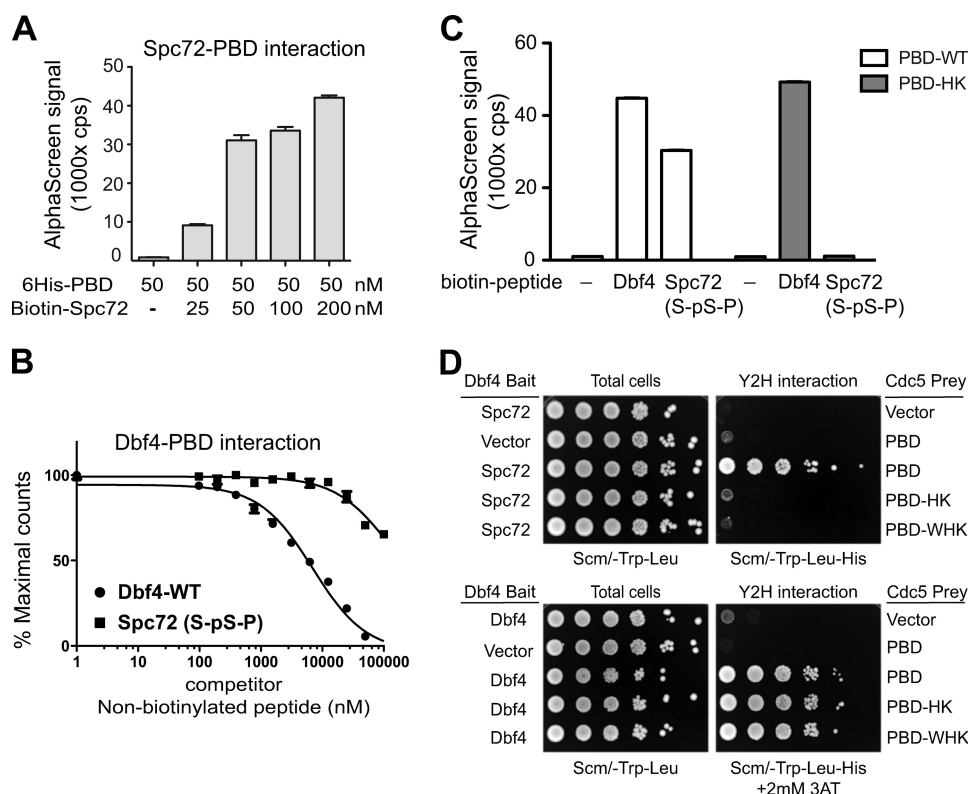 A
Spc72-PBD interaction
AlphaScreen signal
(1000x cps)
50
40
30
20
10
0
6His-PBD 50 50 50 50 50 nM
Biotin-Spc72 - 25 50 100 200 nM
B
Dbf4-PBD interaction
% Maximal counts
100
50
0
Dbf4-WT
Spc72 (S-pS-P)
1 10 100 1000 10000 100000
competitor
Non-biotinylated peptide (nM)
C
AlphaScreen signal
(1000x cps)
60
40
20
0
PBD-WT
PBD-HK
biotin-peptide – Dbf4 Spc72 – Dbf4 Spc72
(S-pS-P) (S-pS-P)
D
Dbf4 Bait Total cells Y2H interaction Cdc5 Prey
Spc72 Vector
Vector PBD
Spc72 PBD
Spc72 PBD-HK
Spc72 PBD-WHK
Scm/-Trp-Leu Scm/-Trp-Leu-His
Dbf4 Bait Total cells Y2H interaction Cdc5 Prey
Dbf4 Vector
Vector PBD
Dbf4 PBD
Dbf4 PBD-HK
Dbf4 PBD-WHK
Scm/-Trp-Leu Scm/-Trp-Leu-His
+2mM 3AT